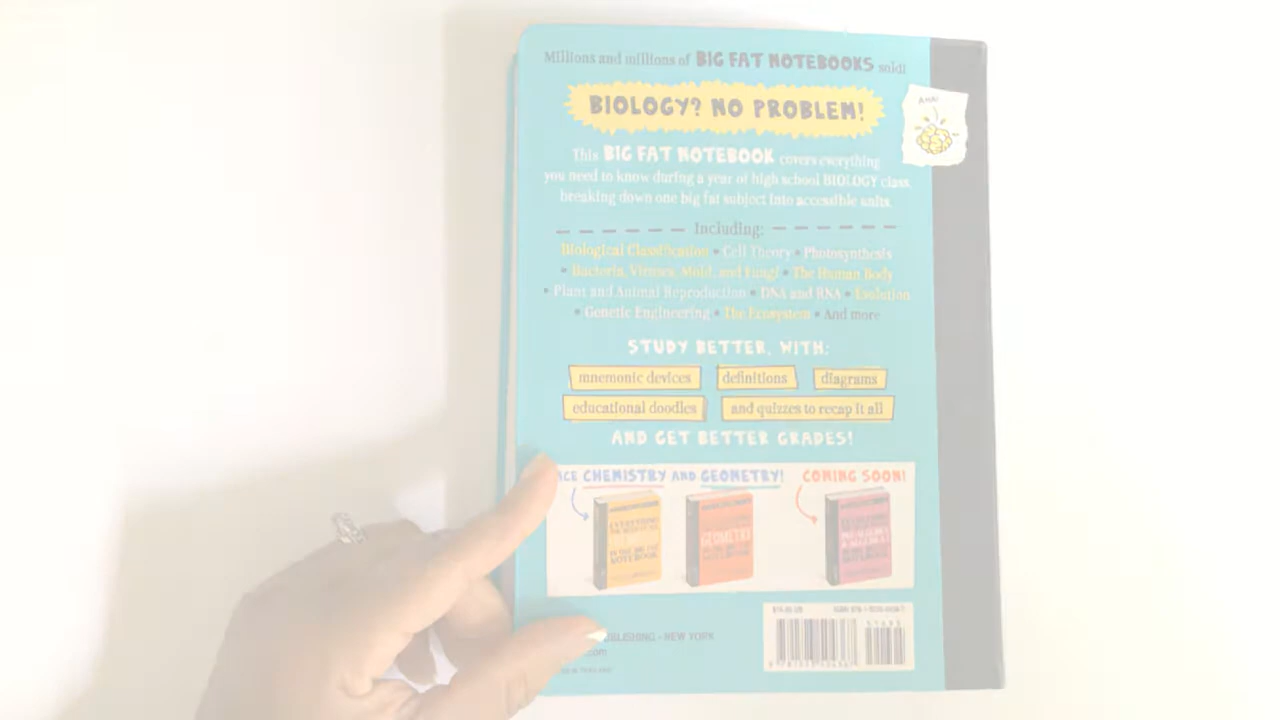 Millions and millions of BIG FAT NOTEBOOKS sold!
BIOLOGY? NO PROBLEM!
AHA!
This BIG FAT NOTEBOOK covers everything
you need to know during a year of high school BIOLOGY class,
breaking down one big fat subject into accessible units.
Including:
Biological Classification • Cell Theory • Photosynthesis
• Bacteria, Viruses, Mold, and Fungi • The Human Body
• Plant and Animal Reproduction • DNA and RNA • Evolution
• Genetic Engineering • The Ecosystem • And more
STUDY BETTER, WITH:
mnemonic devices definitions diagrams
educational doodles and quizzes to recap it all
AND GET BETTER GRADES!
CHEMISTRY AND GEOMETRY! COMING SOON!
GEOMETRY
NOTEBOOK
PUBLISHING • NEW YORK
.com